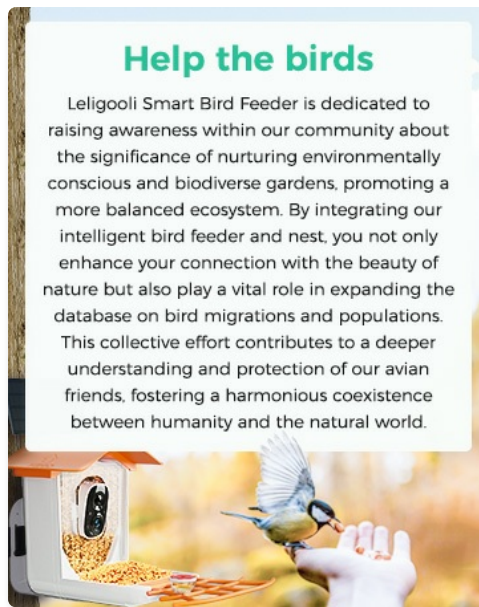 Help the birds
Leligooli Smart Bird Feeder is dedicated to
raising awareness within our community about
the significance of nurturing environmentally
conscious and biodiverse gardens, promoting a
more balanced ecosystem. By integrating our
intelligent bird feeder and nest, you not only
enhance your connection with the beauty of
nature but also play a vital role in expanding the
database on bird migrations and populations.
This collective effort contributes to a deeper
understanding and protection of our avian
friends, fostering a harmonious coexistence
between humanity and the natural world.